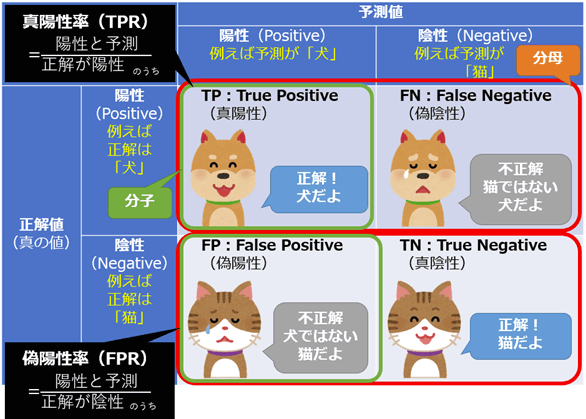 真陽性率（TPR）
=陽性と予測
正解が陽性 のうち
予測値
陽性（Positive）
例えば予測が「犬」
陰性（Negative）
例えば予測が
「猫」
分母
陽性
(Positive)
例えば
正解は
「犬」
分子
TP：True Positive
（真陽性）
正解！
犬だよ
FN：False Negative
（偽陰性）
不正解
猫ではない
犬だよ
正解値
（真の値）
陰性
(Negative)
例えば
正解は
「猫」
FP：False Positive
（偽陽性）
不正解
犬ではない
猫だよ
TN：True Negative
（真陰性）
正解！
猫だよ
偽陽性率（FPR）
=陽性と予測
正解が陰性 のうち